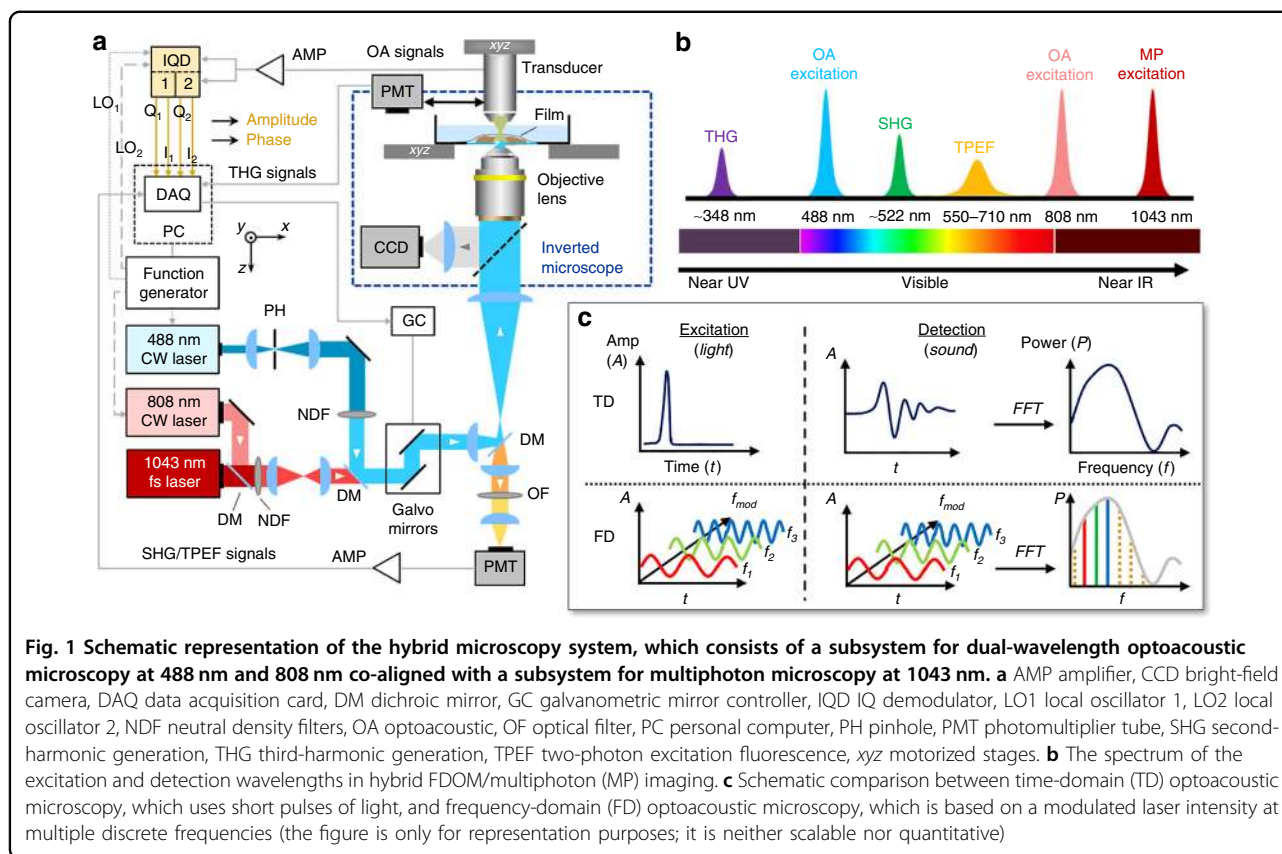 a
IQD
1 2
AMP
OA signals
xyz
Transducer
PMT
Film
xyz
LO1
LO2
Q1 Q2
I1 I2
Amplitude
Phase
THG signals
DAQ
PC
Objective
lens
CCD
Inverted
microscope
y x
z
Function
generator
PH
GC
488 nm
CW laser
808 nm
CW laser
NDF
1043 nm
fs laser
DM
NDF
DM
Galvo
mirrors
DM
OF
SHG/TPEF signals
AMP
PMT
b
OA
excitation
OA
excitation
MP
excitation
THG
SHG
TPEF
~348 nm 488 nm ~522 nm 550–710 nm 808 nm 1043 nm
Near UV Visible Near IR
c
Excitation
(light)
Detection
(sound)
Amp
(A)
A
Power (P)
TD
FFT
Time (t)
t
Frequency (f)
A
A
P
FD
fmod
f3
f2
f1
t
fmod
f3
f2
f1
t
FFT
f
Fig. 1 Schematic representation of the hybrid microscopy system, which consists of a subsystem for dual-wavelength optoacoustic
microscopy at 488 nm and 808 nm co-aligned with a subsystem for multiphoton microscopy at 1043 nm. a AMP amplifier, CCD bright-field
camera, DAQ data acquisition card, DM dichroic mirror, GC galvanometric mirror controller, IQD IQ demodulator, LO1 local oscillator 1, LO2 local
oscillator 2, NDF neutral density filters, OA optoacoustic, OF optical filter, PC personal computer, PH pinhole, PMT photomultiplier tube, SHG second-
harmonic generation, THG third-harmonic generation, TPEF two-photon excitation fluorescence, xyz motorized stages. b The spectrum of the
excitation and detection wavelengths in hybrid FDOM/multiphoton (MP) imaging. c Schematic comparison between time-domain (TD) optoacoustic
microscopy, which uses short pulses of light, and frequency-domain (FD) optoacoustic microscopy, which is based on a modulated laser intensity at
multiple discrete frequencies (the figure is only for representation purposes; it is neither scalable nor quantitative)